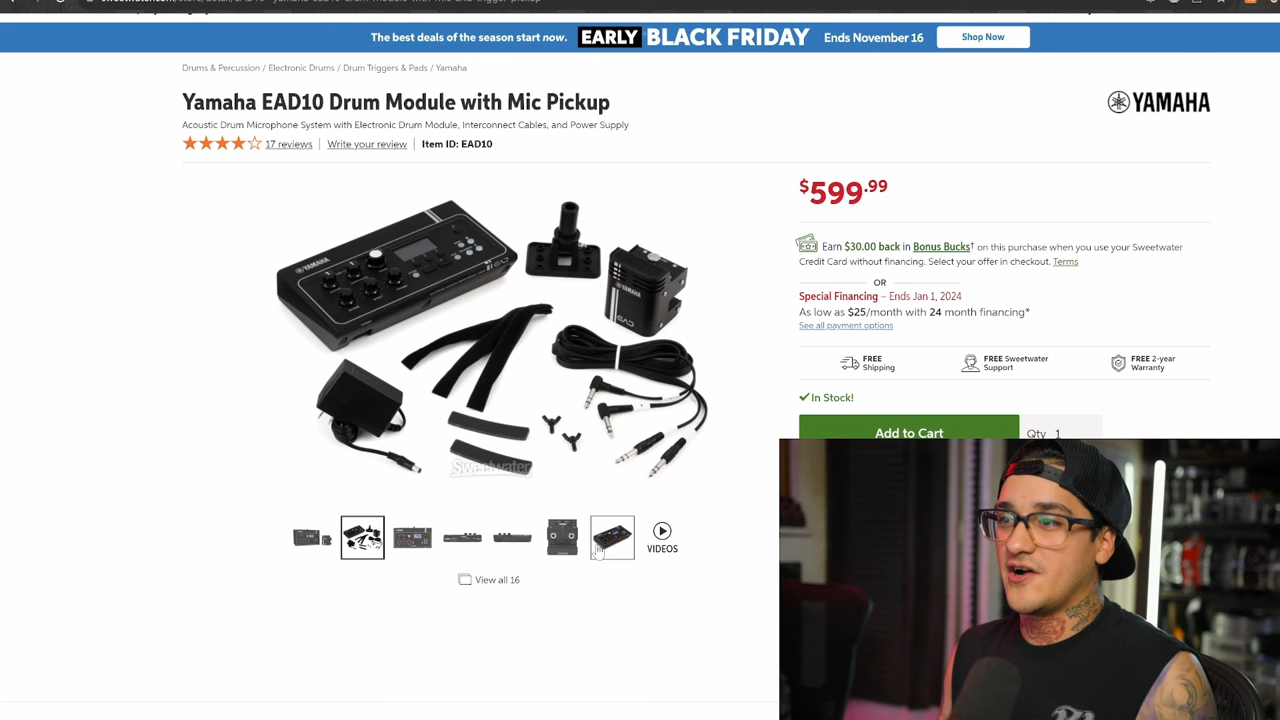 The best deals of the season start now. EARLY BLACK FRIDAY Ends November 16 Shop Now
Drums & Percussion / Electronic Drums / Drum Triggers & Pads / Yamaha
Yamaha EAD10 Drum Module with Mic Pickup
YAMAHA
Acoustic Drum Microphone System with Electronic Drum Module, Interconnect Cables, and Power Supply
17 reviews | Write your review | Item ID: EAD10
$599.99
Earn $30.00 back in Bonus Bucks† on this purchase when you use your Sweetwater
Credit Card without financing. Select your offer in checkout. Terms
OR
Special Financing – Ends Jan 1, 2024
As low as $25/month with 24 month financing*
See all payment options
FREE Shipping
FREE Sweetwater Support
FREE 2-year Warranty
In Stock!
Add to Cart
Qty 1
YAMAHA
YAMAHA
EAD
Sweetwater
VIDEOS
View all 16